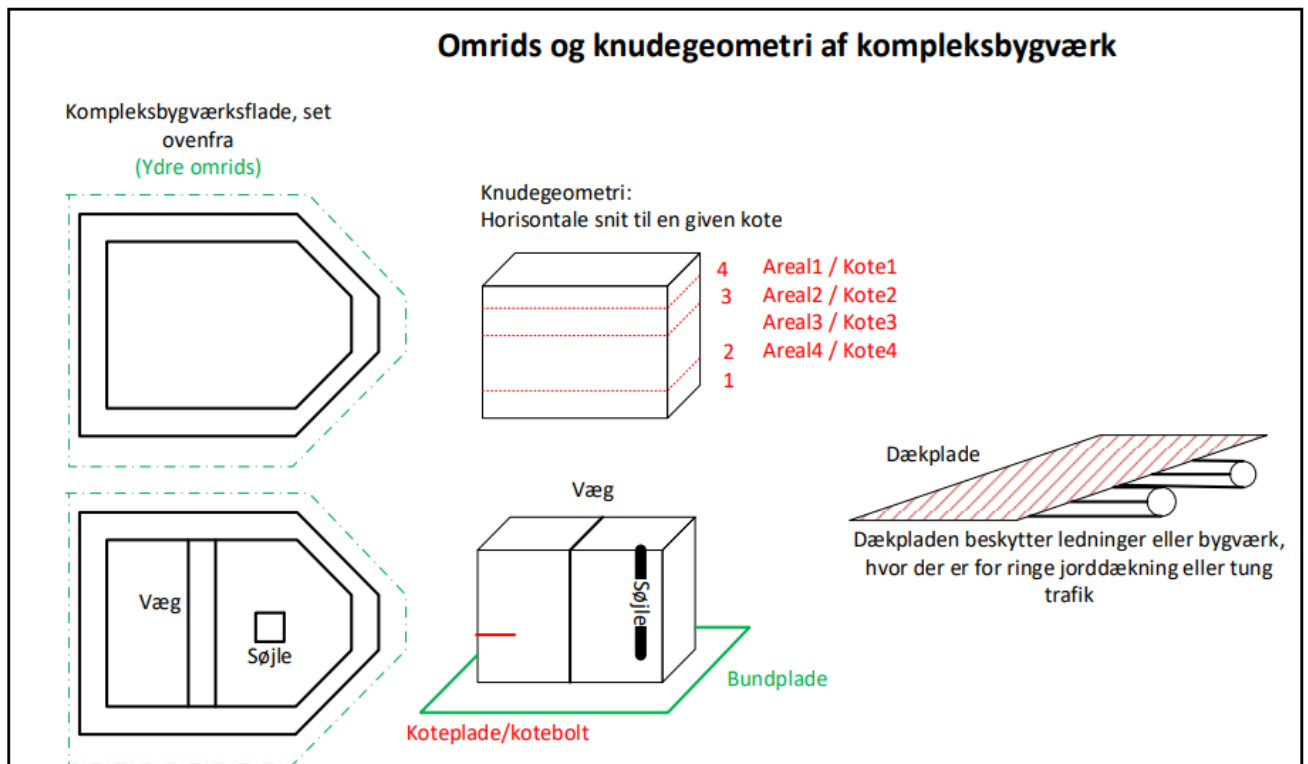 Omrids og knudegeometri af kompleksbygværk
Kompleksbygværksflade, set
ovenfra
(Ydre omrids)
Knudegeometri:
Horisontale snit til en given kote
4 Areal1 / Kote1
3 Areal2 / Kote2
Areal3 / Kote3
2 Areal4 / Kote4
1
Dækplade
Dækpladen beskytter ledninger eller bygværk,
hvor der er for ringe jorddækning eller tung
trafik
Væg
Søjle
Væg
Søjle
Bundplade
Koteplade/kotebolt